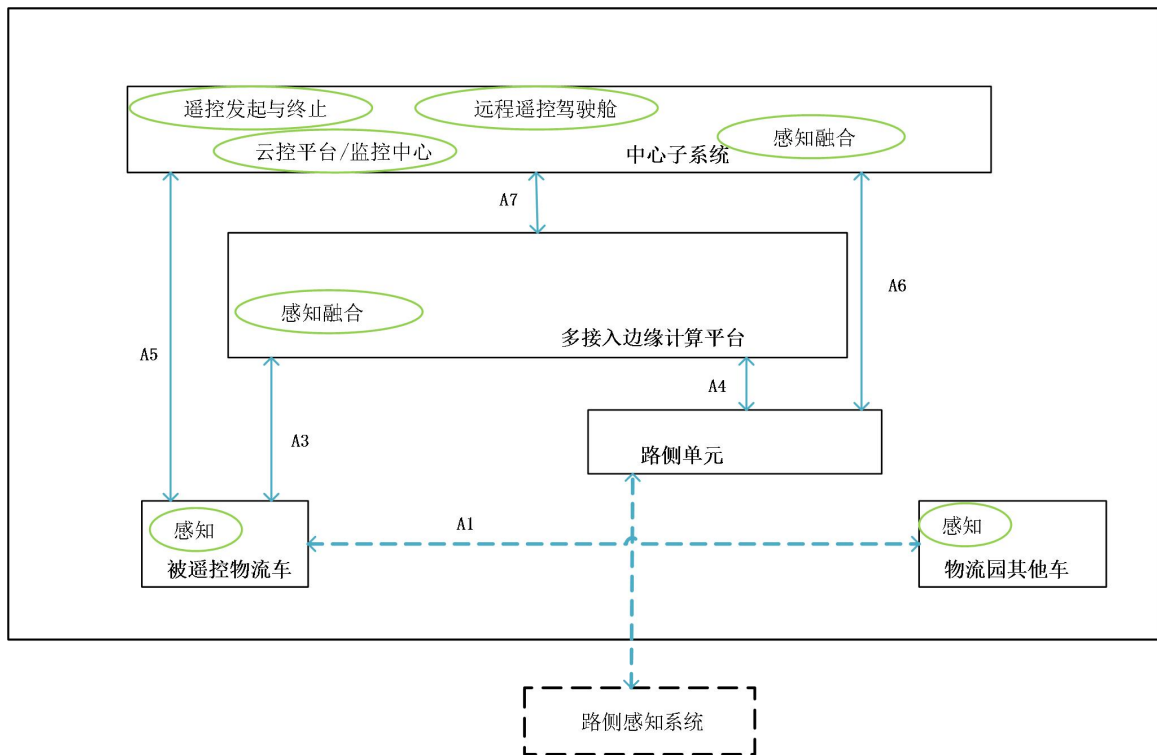 遥控发起与终止
远程遥控驾驶舱
感知融合
云控平台/监控中心
中心子系统
A7
A6
感知融合
多接入边缘计算平台
A5
A4
A3
路侧单元
感知
A1
感知
被遥控物流车
物流园其他车
路侧感知系统